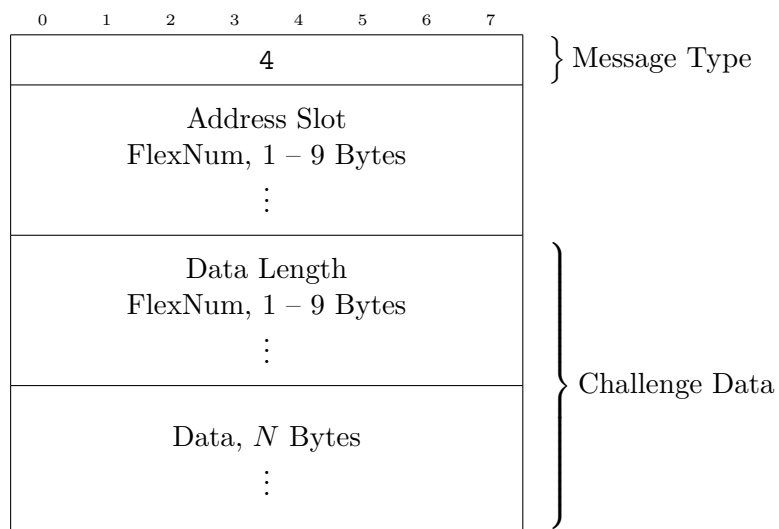 0 1 2 3 4 5 6 7
4
Message Type
Address Slot
FlexNum, 1 – 9 Bytes
⋮
Data Length
FlexNum, 1 – 9 Bytes
⋮
Challenge Data
Data, N Bytes
⋮